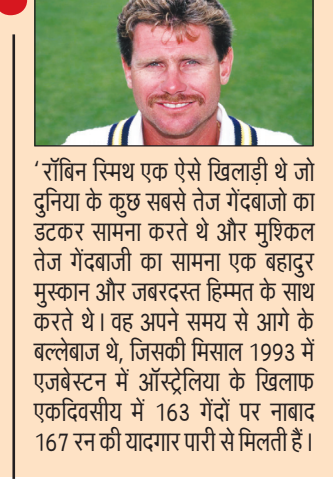 ‘रॉबिन स्मिथ एक ऐसे खिलाड़ी थे जो
दुनिया के कुछ सबसे तेज गेंदबाजो का
डटकर सामना करते थे और मुश्किल
तेज गेंदबाजी का सामना एक बहादुर
मुस्कान और जबरदस्त हिम्मत के साथ
करते थे। वह अपने समय से आगे के
बल्लेबाज थे, जिसकी मिसाल 1993 में
एजबेस्टन में ऑस्ट्रेलिया के खिलाफ
एकदिवसीय में 163 गेंदों पर नाबाद
167 रन की यादगार पारी से मिलती हैं।